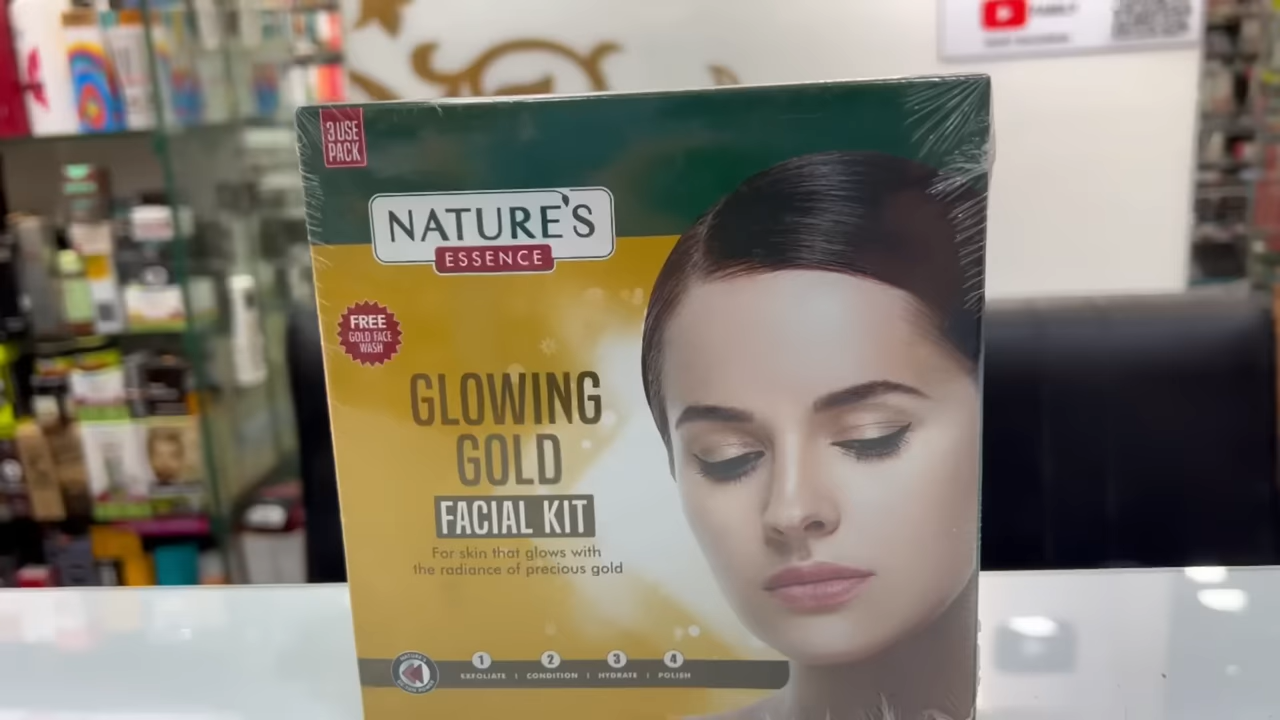 3 USE
PACK
NATURE'S
ESSENCE
FREE
GOLD FACE
WASH
GLOWING
GOLD
FACIAL KIT
For skin that glows with
the radiance of precious gold
1 2 3 4
EXFOLIATE | CONDITION | HYDRATE | POLISH